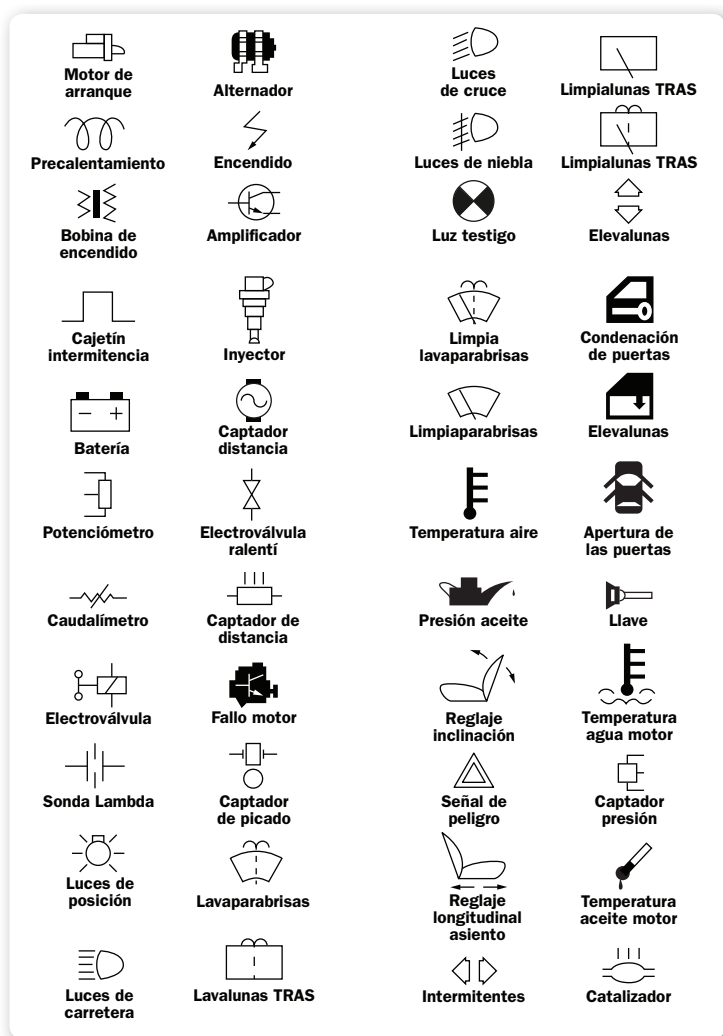 Motor de
arranque
Alternador
Luces
de cruce
Limpialunas TRAS
Precalentamiento
Encendido
Luces de niebla
Limpialunas TRAS
Bobina de
encendido
Amplificador
Luz testigo
Elevalunas
Cajetín
intermitencia
Inyector
Limpia
lavaparabrisas
Condenación
de puertas
Batería
Captador
distancia
Limpiaparabrisas
Elevalunas
Potenciómetro
Electroválvula
ralentí
Temperatura aire
Apertura de
las puertas
Caudalímetro
Captador de
distancia
Presión aceite
Llave
Electroválvula
Fallo motor
Reglaje
inclinación
Temperatura
agua motor
Sonda Lambda
Captador
de picado
Señal de
peligro
Captador
presión
Luces de
posición
Lavaparabrisas
Reglaje
longitudinal
asiento
Temperatura
aceite motor
Luces de
carretera
Lavalunas TRAS
Intermitentes
Catalizador